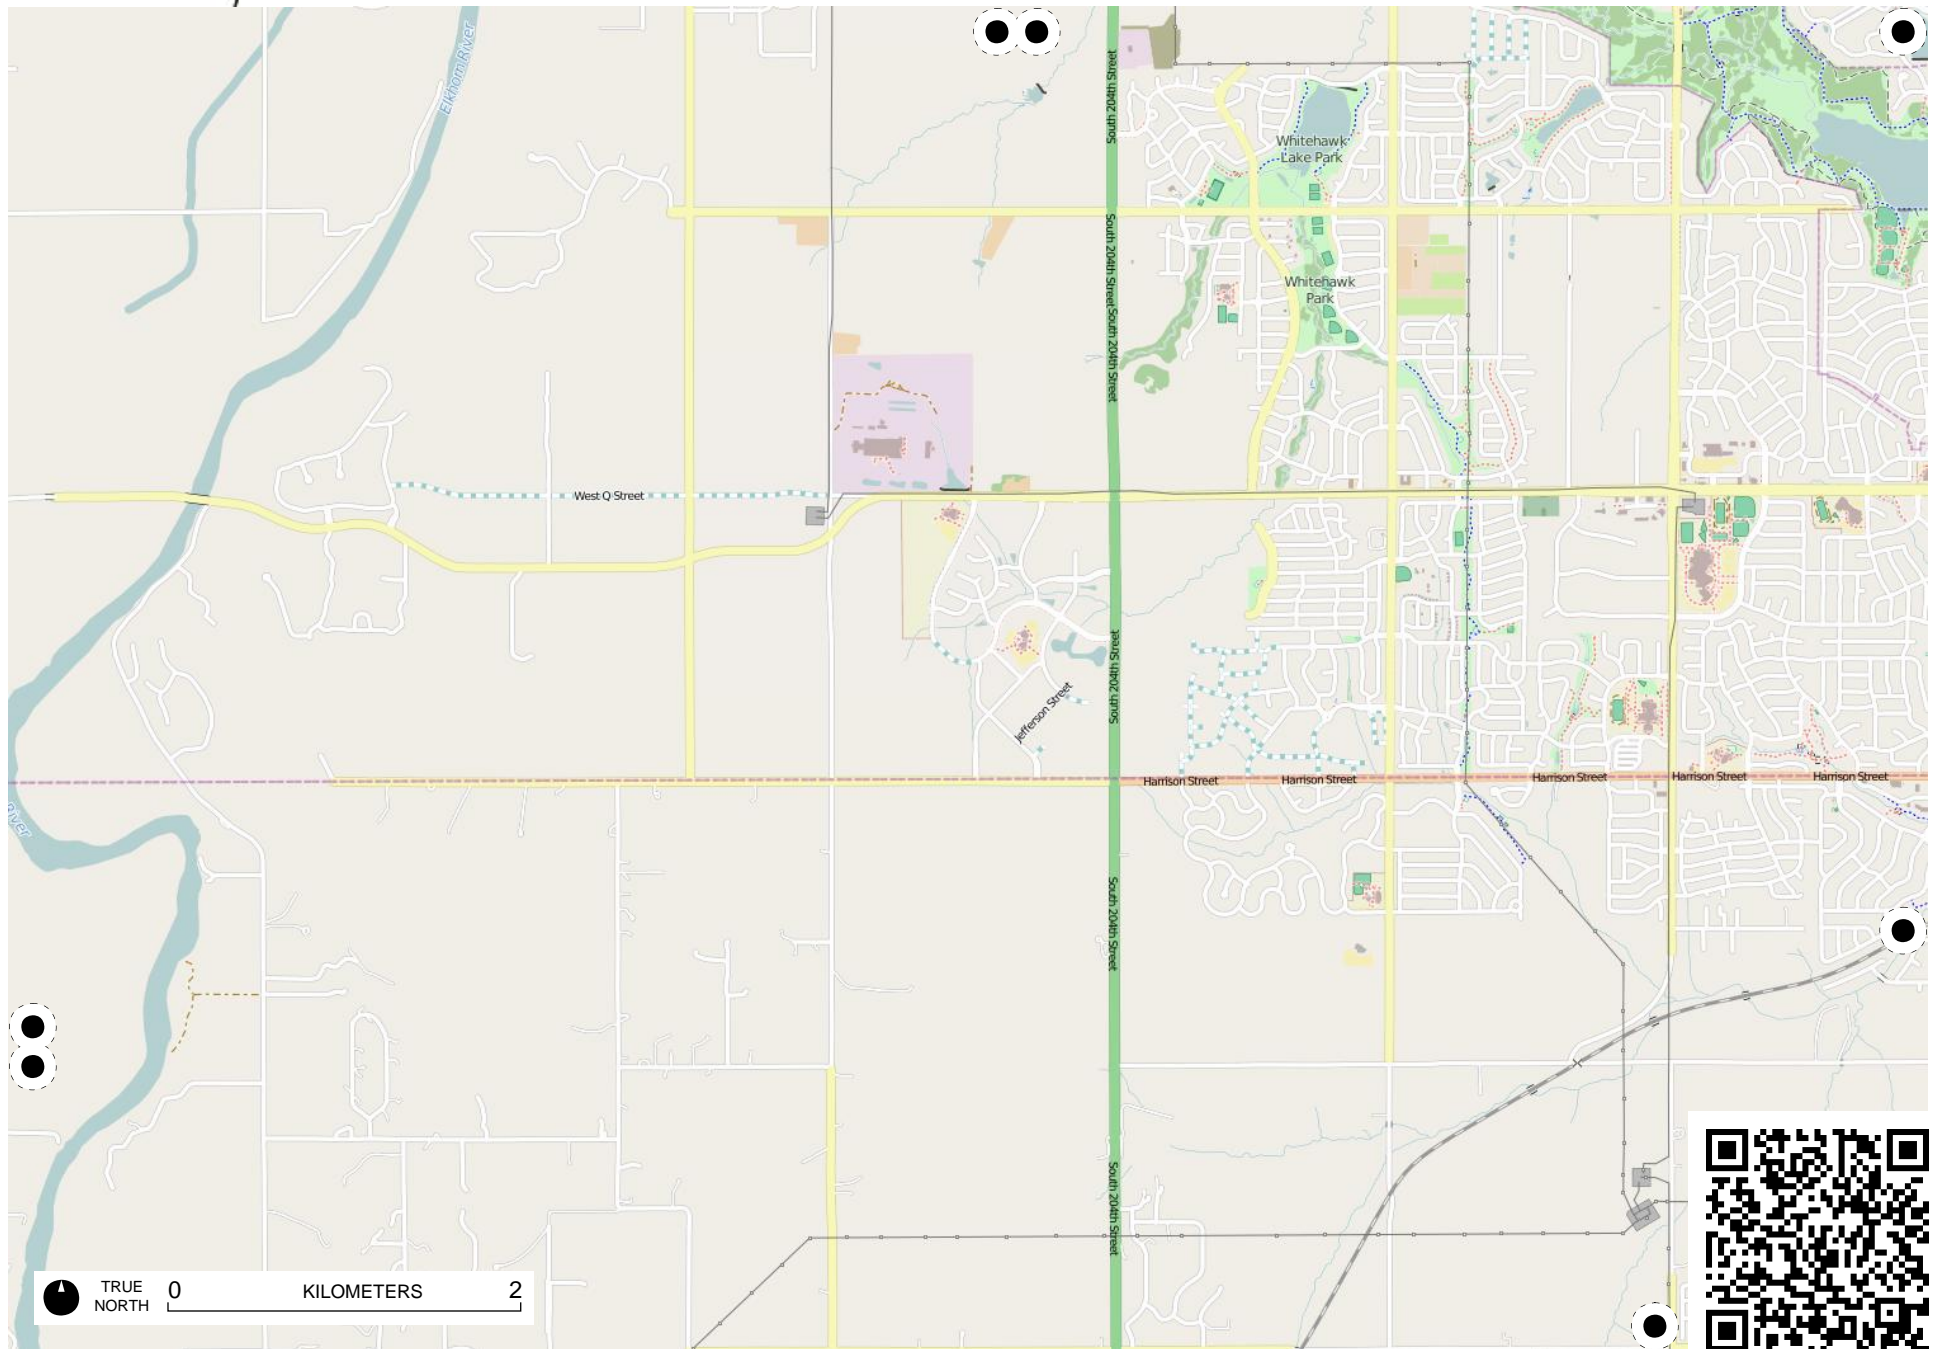 Elkhorn River
South 204th Street
Whitehawk
Lake Park
South 204th Street
South 204th Street
Whitehawk
Park
West Q Street
South 204th Street
Jefferson Street
Harrison Street
Harrison Street
Harrison Street
Harrison Street
Harrison Street
River
South 204th Street
South 204th Street
TRUE
NORTH
0
KILOMETERS
2